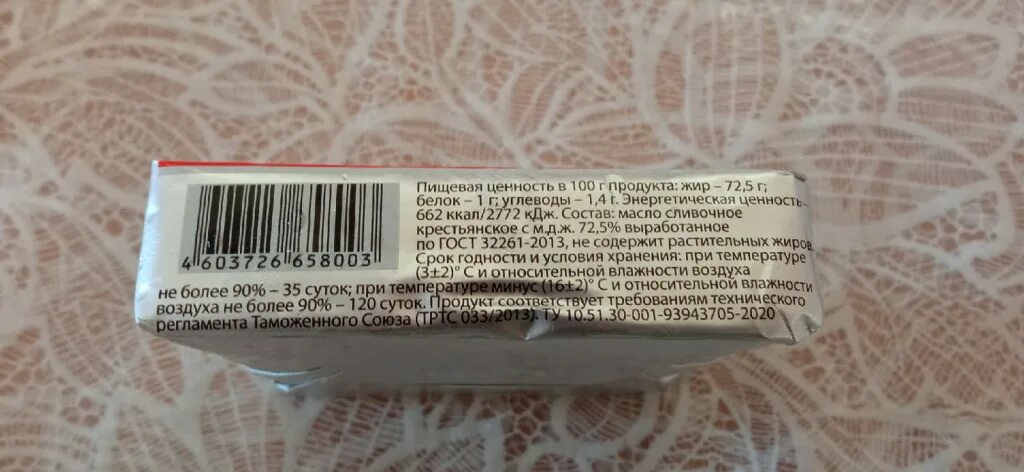 Пищевая ценность в 100 г продукта: жир – 72,5 г;
белок – 1 г; углеводы – 1,4 г. Энергетическая ценность –
662 ккал/2772 кДж. Состав: масло сливочное
крестьянское с м.д.ж. 72,5% выработанное
по ГОСТ 32261-2013, не содержит растительных жиров.
Срок годности и условия хранения: при температуре
(3±2)° С и относительной влажности воздуха
не более 90% – 35 суток; при температуре минус (16±2)° С и относительной влажности
воздуха не более 90% – 120 суток. Продукт соответствует требованиям технического
регламента Таможенного Союза (ТРТС 033/2013). ТУ 10.51.30-001-93943705-2020
4 603726 658003